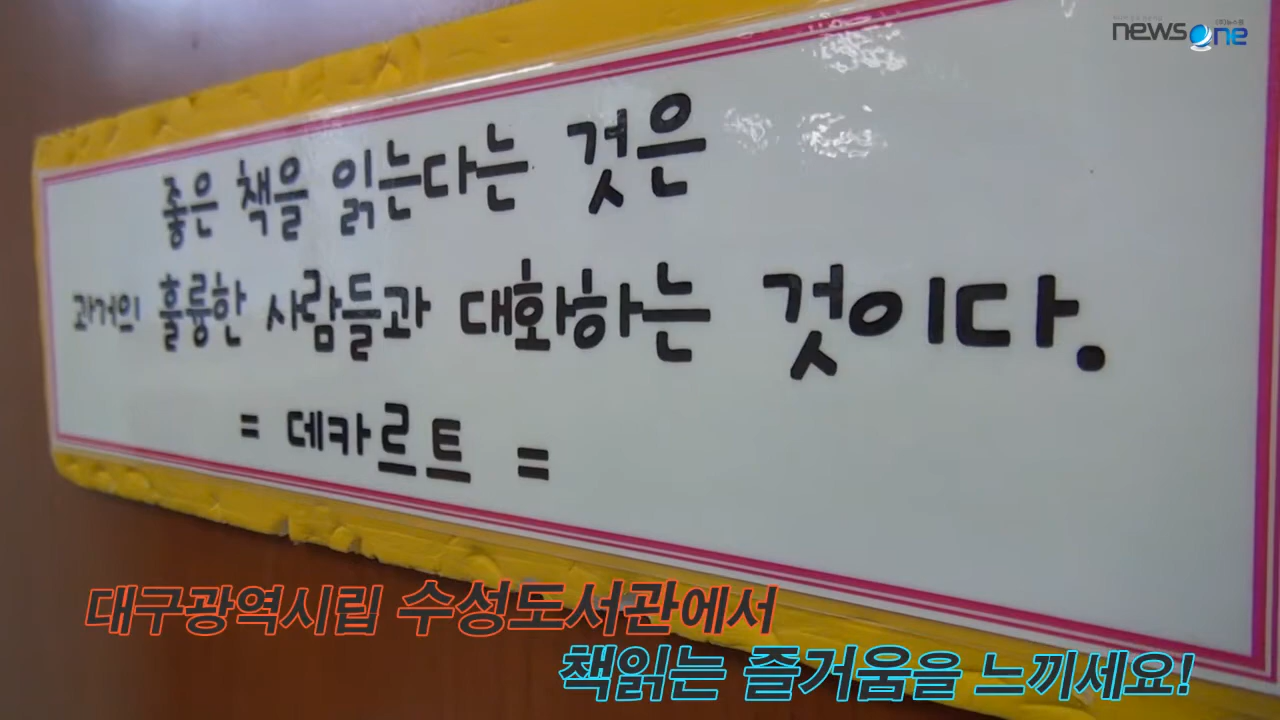 newsone
좋은 책을 읽는다는 것은
과거의 훌륭한 사람들과 대화하는 것이다.
= 데카르트 =
대구광역시립 수성도서관에서
책읽는 즐거움을 느끼세요!